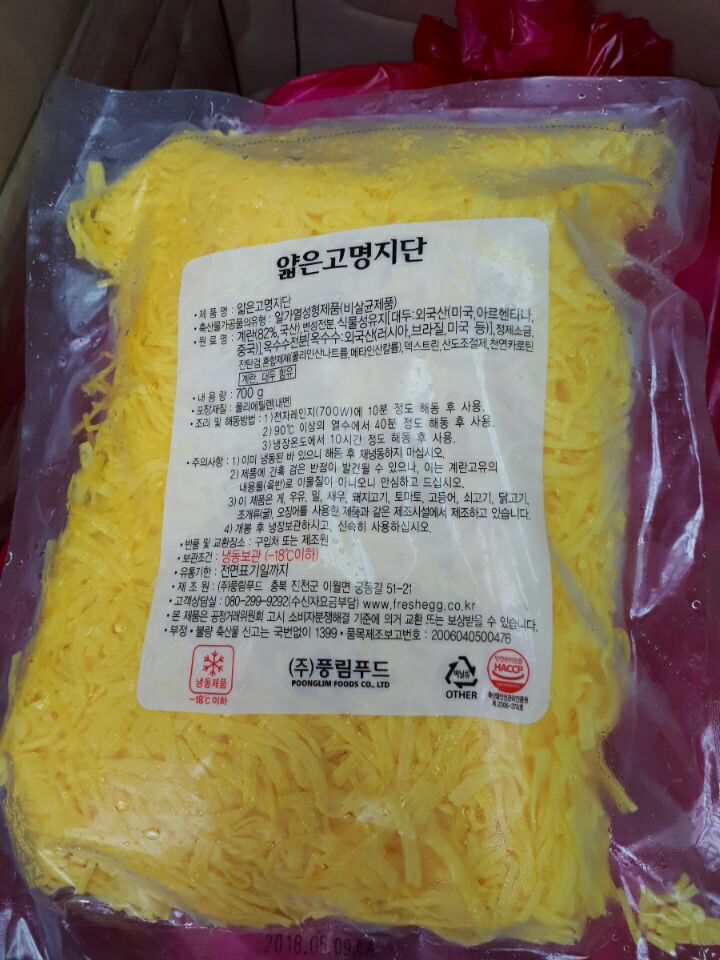 얇은고명지단
• 제 품 명 : 얇은고명지단
• 축산물가공품의유형 : 알가열성형제품(비살균제품)
• 원 료 명 : 계란(82%, 국산) 변성전분, 식물성유지[대두:외국산(미국,아르헨티나,
중국)],옥수수전분[옥수수:외국산(러시아,브라질,미국 등)],정제소금,
잔탄검,혼합제제(폴리인산나트륨,메타인산칼륨),덱스트린,산도조절제,천연카로틴
계란, 대두 함유
• 내 용 량 : 700 g
• 포장재질 : 폴리에틸렌(내면)
• 조리 및 해동방법 : 1)전자레인지(700W)에 10분 정도 해동 후 사용.
2) 90℃ 이상의 열수에서 40분 정도 해동 후 사용.
3) 냉장온도에서 10시간 정도 해동 후 사용.
• 주의사항 : 1) 이미 냉동된 바 있으니 해동 후 재냉동하지 마십시오.
2) 제품에 간혹 검은 반점이 발견될 수 있으나, 이는 계란고유의
내용물(육반)로 이물질이 아니오니 안심하고 드십시오.
3) 이 제품은 게, 우유, 밀, 새우, 돼지고기, 토마토, 고등어, 쇠고기, 닭고기,
조개류(굴), 오징어를 사용한 제품과 같은 제조시설에서 제조하고 있습니다.
4) 개봉 후 냉장보관하시고, 신속히 사용하십시오.
• 반품 및 교환장소 : 구입처 또는 제조원
• 보관조건 : 냉동보관 (-18℃이하)
• 유통기한 : 전면표기일까지
• 제 조 원 : (주)풍림푸드 충북 진천군 이월면 궁동길 51-21
• 고객상담실 : 080-299-9292(수신자요금부담) www.freshegg.co.kr
• 본 제품은 공정거래위원회 고시 소비자분쟁해결 기준에 의거 교환 또는 보상받을 수 있습니다.
• 부정•불량 축산물 신고는 국번없이 1399 • 품목제조보고번호 : 2006040500476
냉동제품
-18℃ 이하
(주)풍림푸드
POONGLIM FOODS CO., LTD
OTHER
HACCP
축산물안전관리인증원
제 2006-374호
2018.05.09